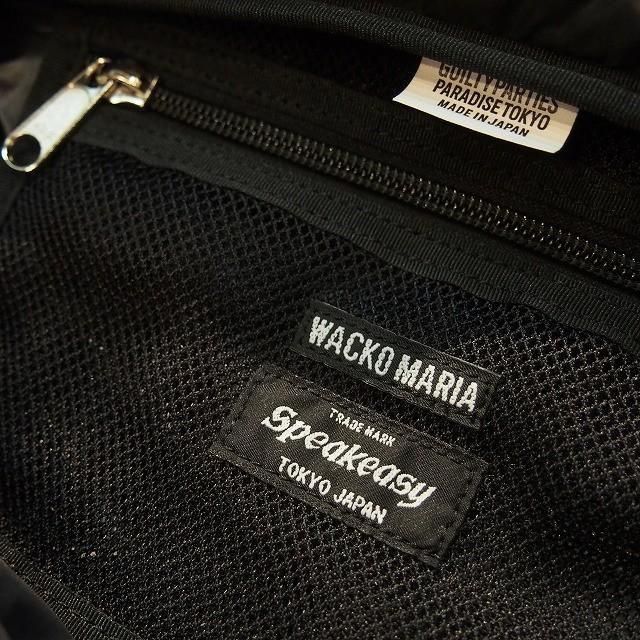 GUILTY PARTIES
PARADISE TOKYO
MADE IN JAPAN
WACKO MARIA
TRADE MARK
Speakeasy
TOKYO JAPAN